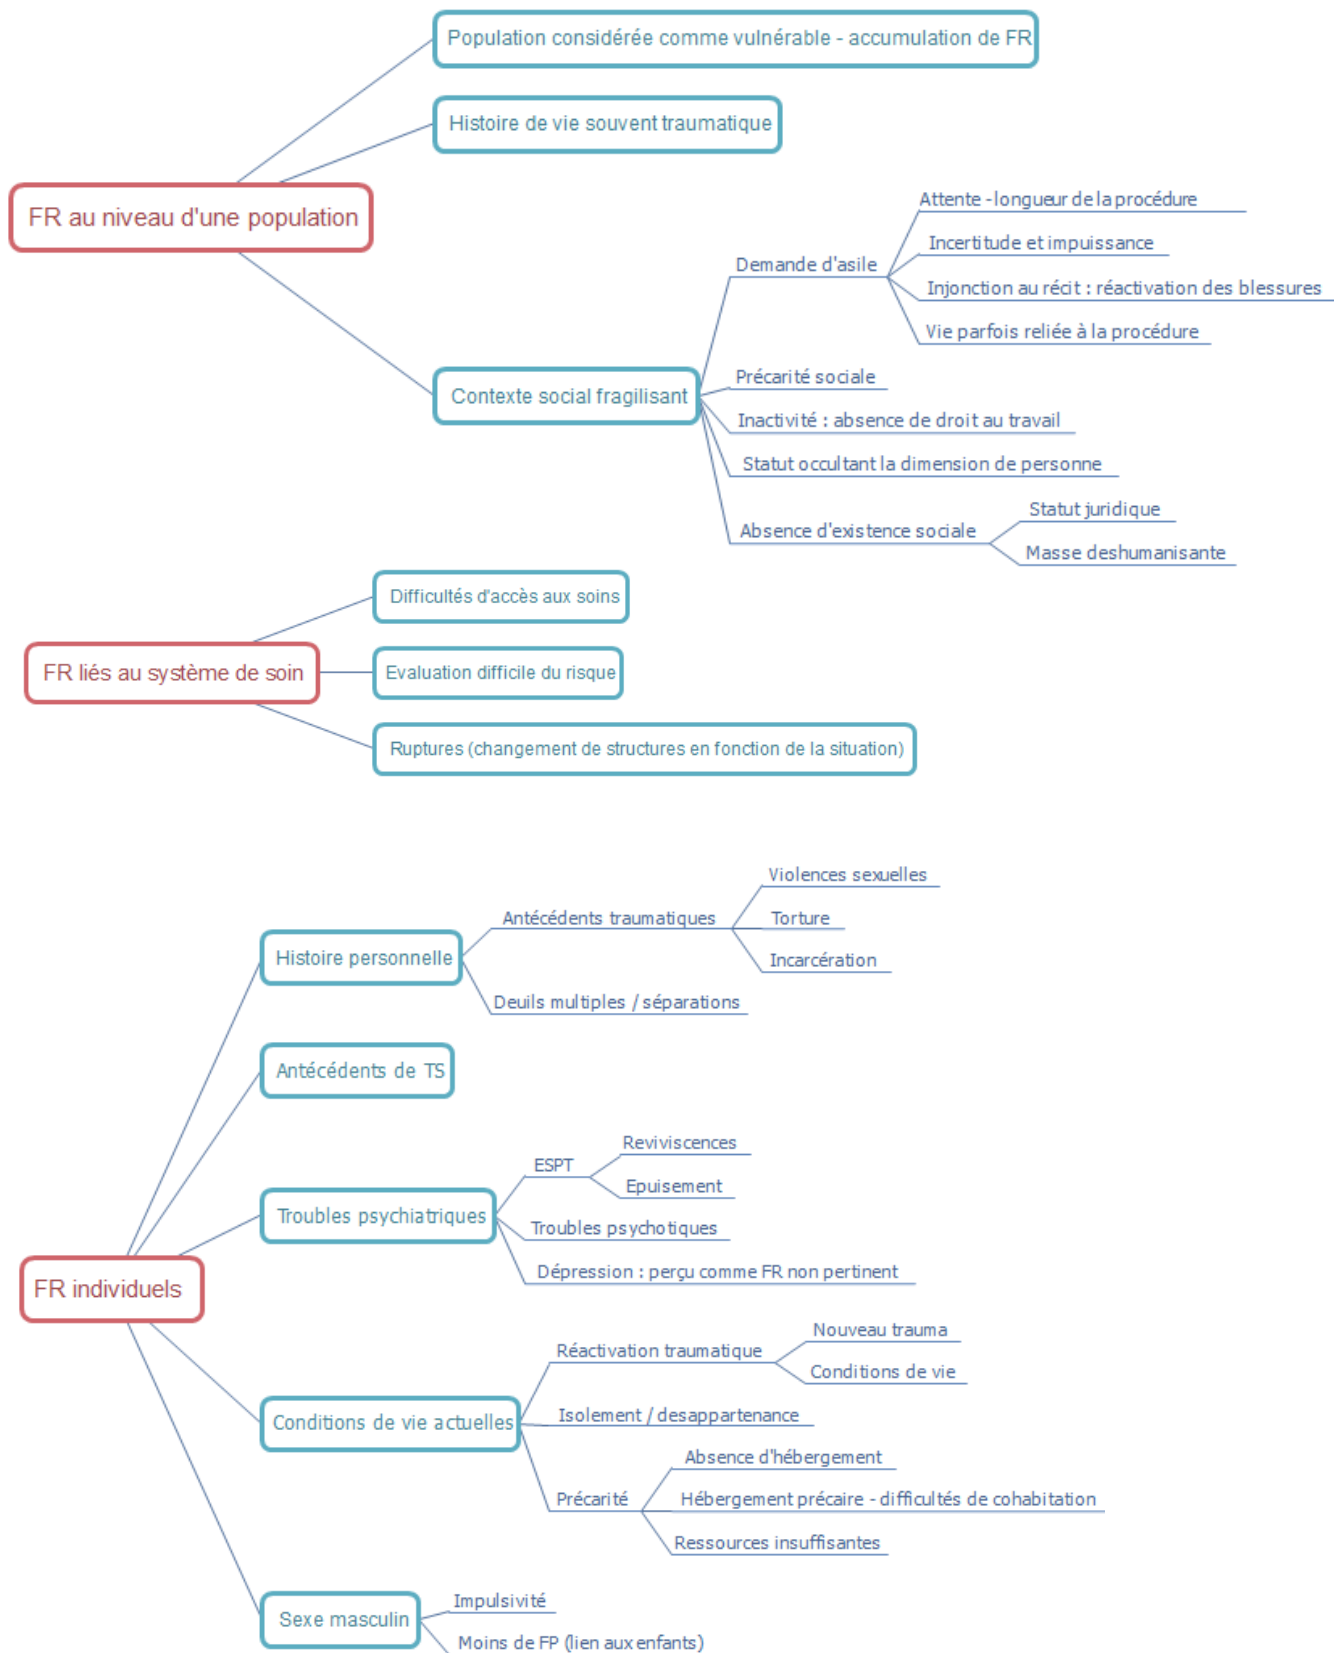 Population considérée comme vulnérable - accumulation de FR
Histoire de vie souvent traumatique
FR au niveau d'une population
Contexte social fragilisant
Demande d'asile
Attente - longueur de la procédure
Incertitude et impuissance
Injonction au récit : réactivation des blessures
Vie parfois reliée à la procédure
Précarité sociale
Inactivité : absence de droit au travail
Statut occultant la dimension de personne
Absence d'existence sociale
Statut juridique
Masse deshumanisante
FR liés au système de soin
Difficultés d'accès aux soins
Evaluation difficile du risque
Ruptures (changement de structures en fonction de la situation)
FR individuels
Histoire personnelle
Antécédents traumatiques
Violences sexuelles
Torture
Incarcération
Deuils multiples / séparations
Antécédents de TS
Troubles psychiatriques
ESPT
Reviviscences
Epuisement
Troubles psychotiques
Dépression : perçu comme FR non pertinent
Conditions de vie actuelles
Réactivation traumatique
Nouveau trauma
Conditions de vie
Isolement / desappartenance
Précarité
Absence d'hébergement
Hébergement précaire - difficultés de cohabitation
Ressources insuffisantes
Sexe masculin
Impulsivité
Moins de FP (lien aux enfants)